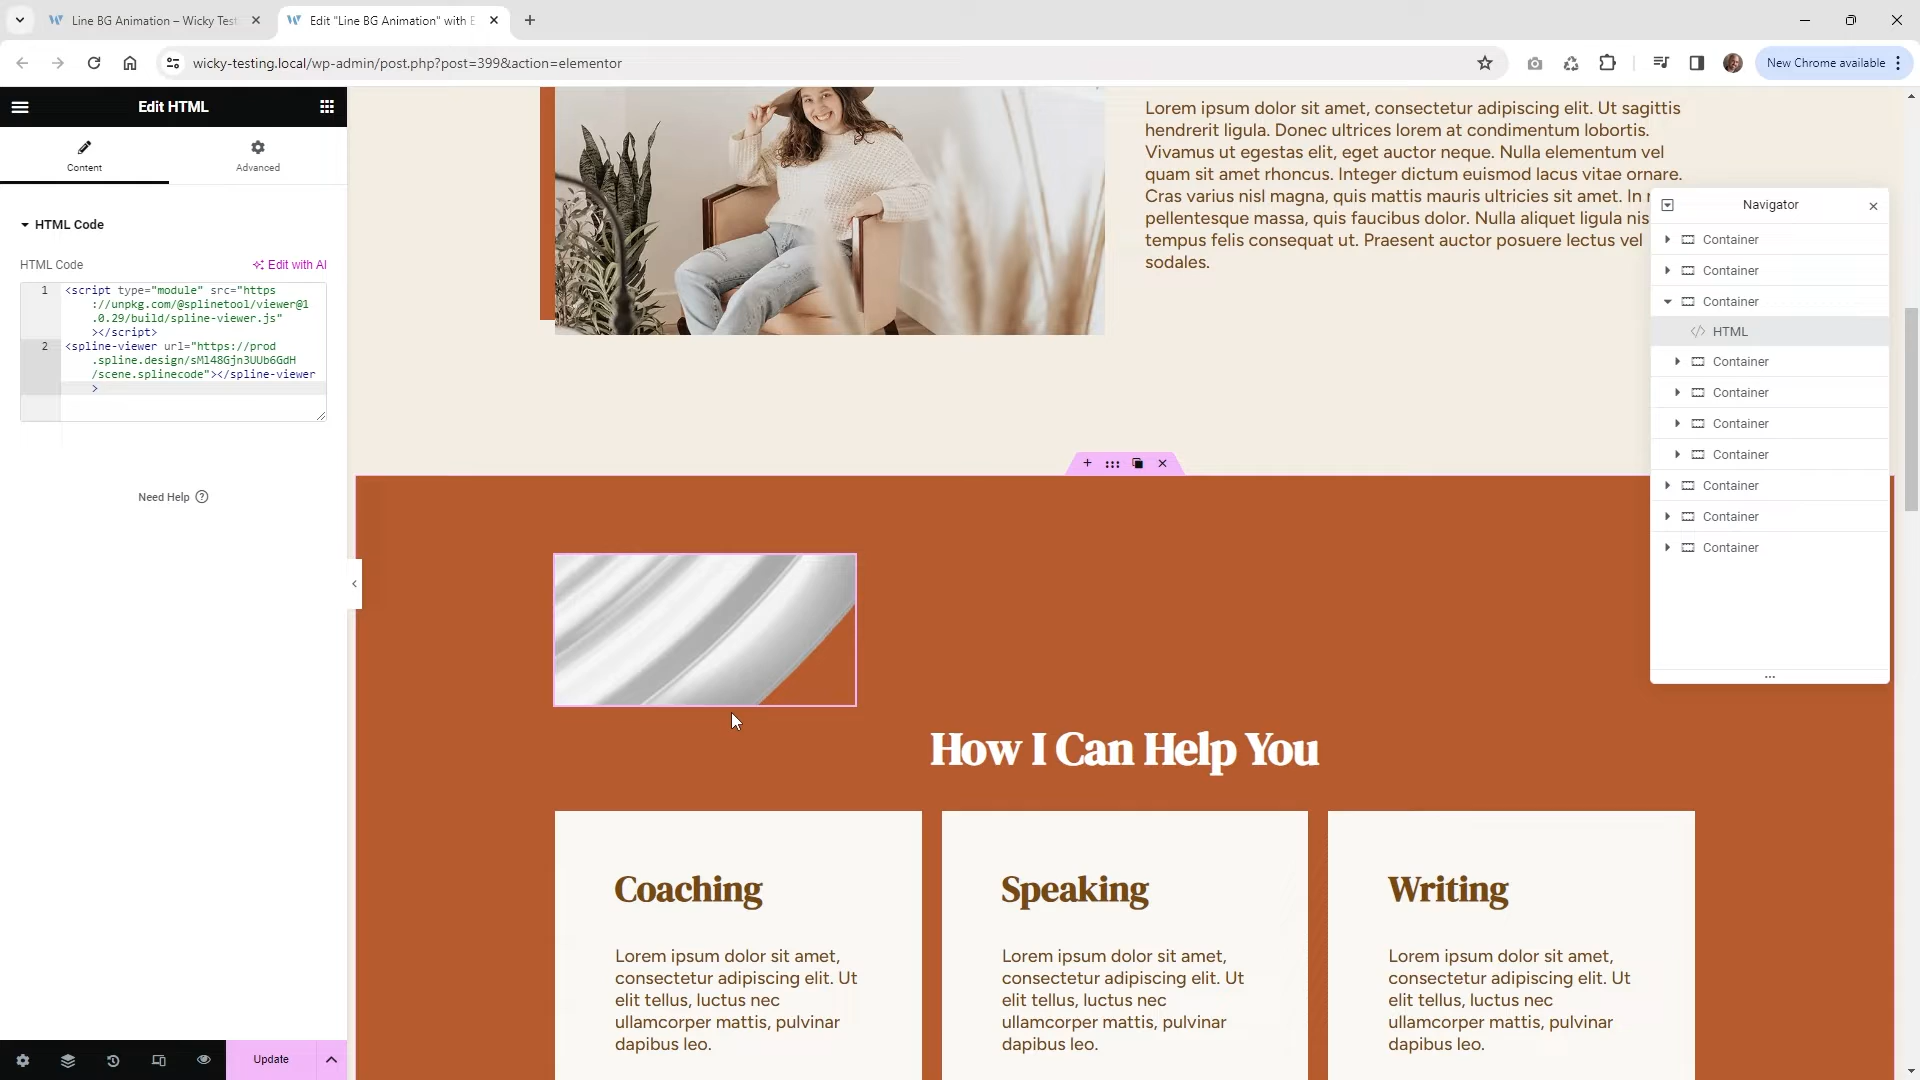 Line BG Animation – Wicky Test
Edit "Line BG Animation" with E
wicky-testing.local/wp-admin/post.php?post=399&action=elementor
New Chrome available
Edit HTML
Content
Advanced
HTML Code
HTML Code
Edit with AI
1
<script type="module" src="https
://unpkg.com/@splinetool/viewer@1
.0.29/build/spline-viewer.js"
></script>
2
<spline-viewer url="https://prod
.spline.design/sMl48Gjn3UUb6GdH
/scene.splinecode"></spline-viewer
>
Need Help
Update
Lorem ipsum dolor sit amet, consectetur adipiscing elit. Ut sagittis
hendrerit ligula. Donec ultrices lorem at condimentum lobortis.
Vivamus ut egestas elit, eget auctor neque. Nulla elementum vel
quam sit amet rhoncus. Integer dictum euismod lacus vitae ornare.
Cras varius nisl magna, quis mattis mauris ultricies sit amet. In
pellentesque massa, quis faucibus dolor. Nulla aliquet ligula nis
tempus felis consequat ut. Praesent auctor posuere lectus vel
sodales.
Navigator
Container
Container
Container
HTML
Container
Container
Container
Container
Container
Container
Container
How I Can Help You
Coaching
Lorem ipsum dolor sit amet,
consectetur adipiscing elit. Ut
elit tellus, luctus nec
ullamcorper mattis, pulvinar
dapibus leo.
Speaking
Lorem ipsum dolor sit amet,
consectetur adipiscing elit. Ut
elit tellus, luctus nec
ullamcorper mattis, pulvinar
dapibus leo.
Writing
Lorem ipsum dolor sit amet,
consectetur adipiscing elit. Ut
elit tellus, luctus nec
ullamcorper mattis, pulvinar
dapibus leo.